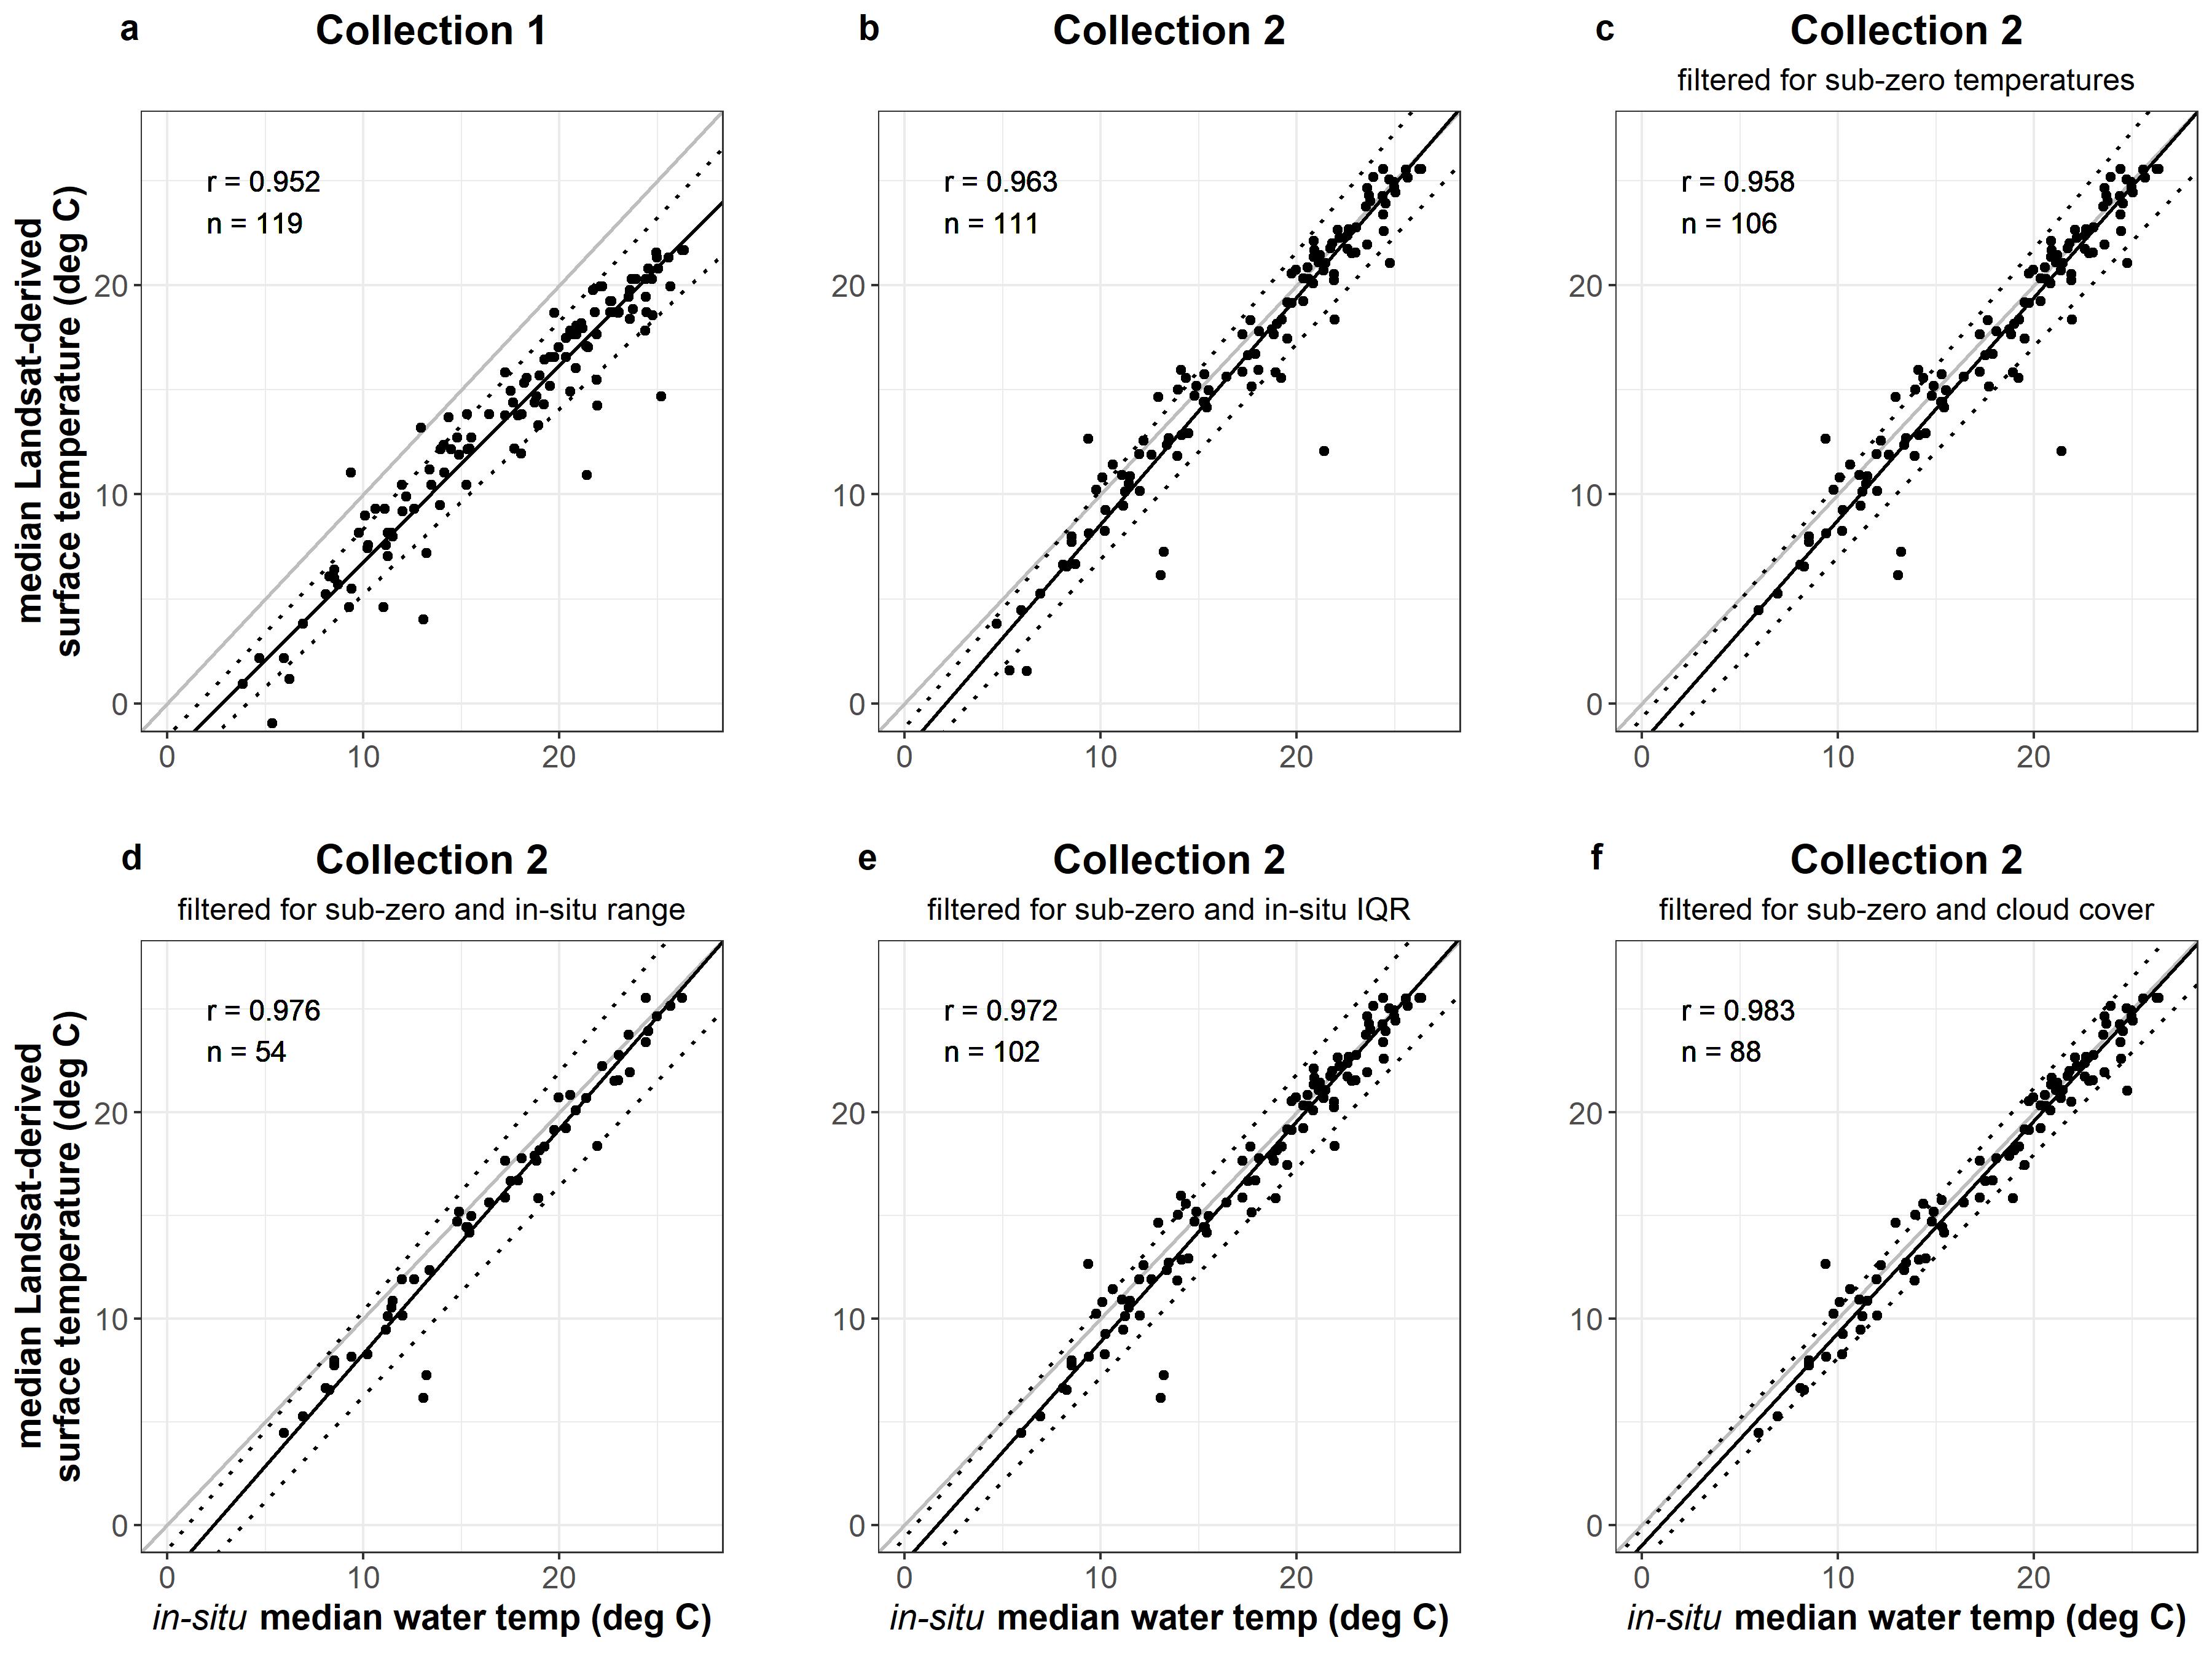 a
Collection 1
r = 0.952
n = 119
median Landsat-derived
surface temperature (deg C)
20
10
0
0 10 20
b
Collection 2
r = 0.963
n = 111
20
10
0
0 10 20
c
Collection 2
filtered for sub-zero temperatures
r = 0.958
n = 106
20
10
0
0 10 20
d
Collection 2
filtered for sub-zero and in-situ range
r = 0.976
n = 54
median Landsat-derived
surface temperature (deg C)
20
10
0
0 10 20
in-situ median water temp (deg C)
e
Collection 2
filtered for sub-zero and in-situ IQR
r = 0.972
n = 102
20
10
0
0 10 20
in-situ median water temp (deg C)
f
Collection 2
filtered for sub-zero and cloud cover
r = 0.983
n = 88
20
10
0
0 10 20
in-situ median water temp (deg C)